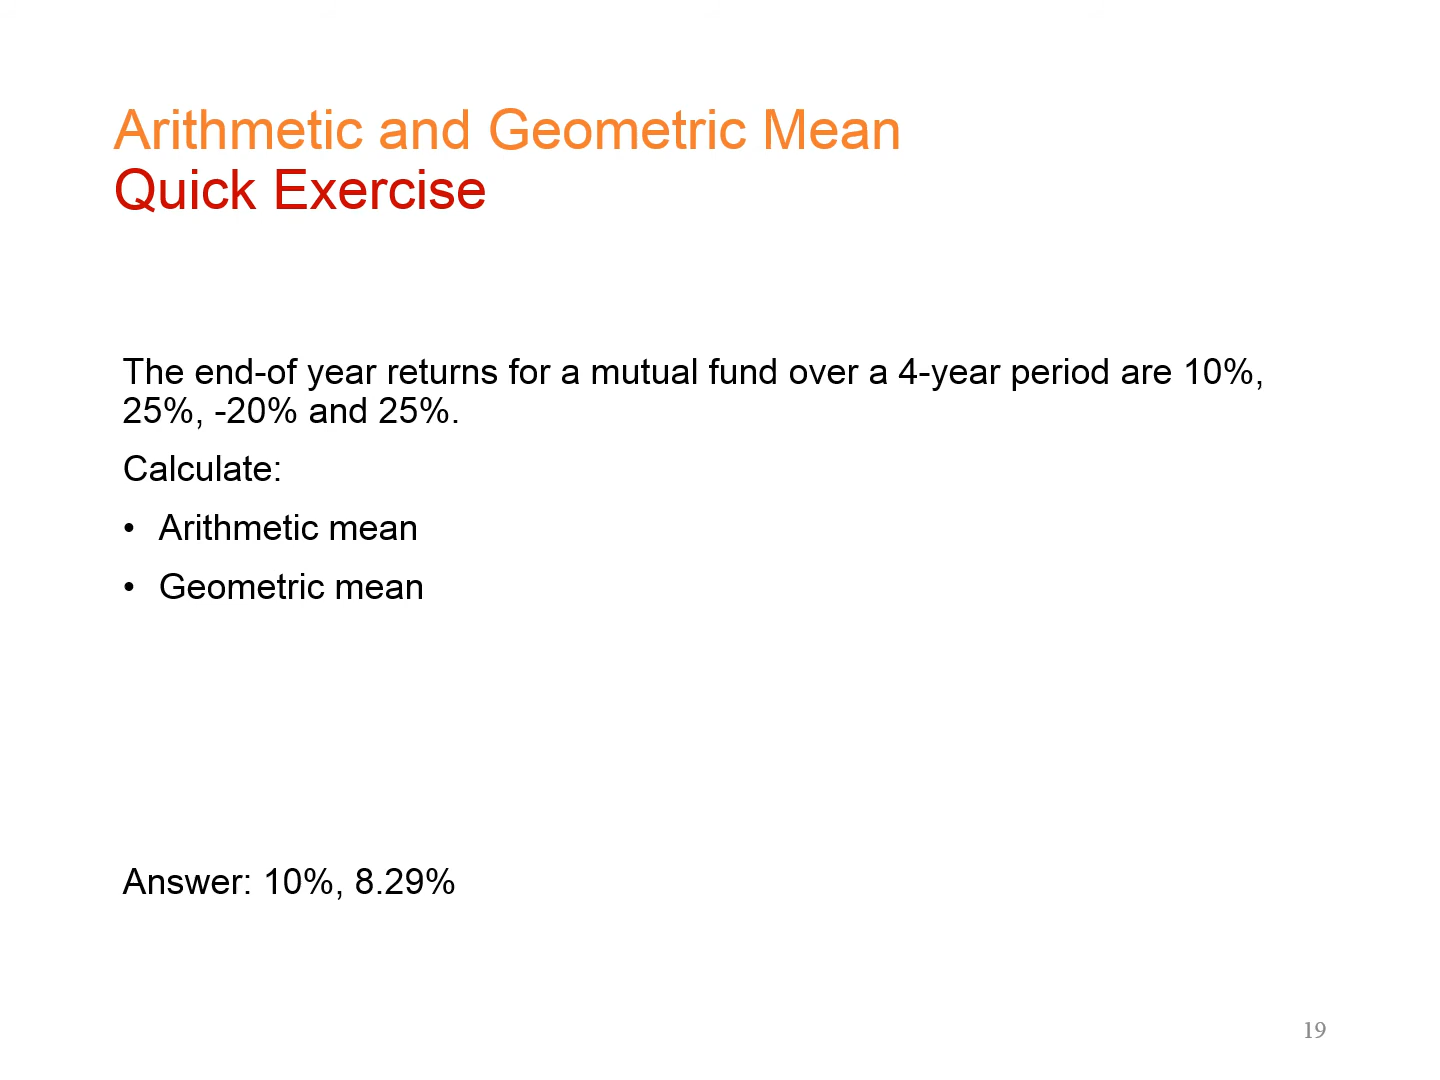 Arithmetic and Geometric Mean
Quick Exercise
The end-of year returns for a mutual fund over a 4-year period are 10%,
25%, -20% and 25%.
Calculate:
• Arithmetic mean
• Geometric mean
Answer: 10%, 8.29%
19